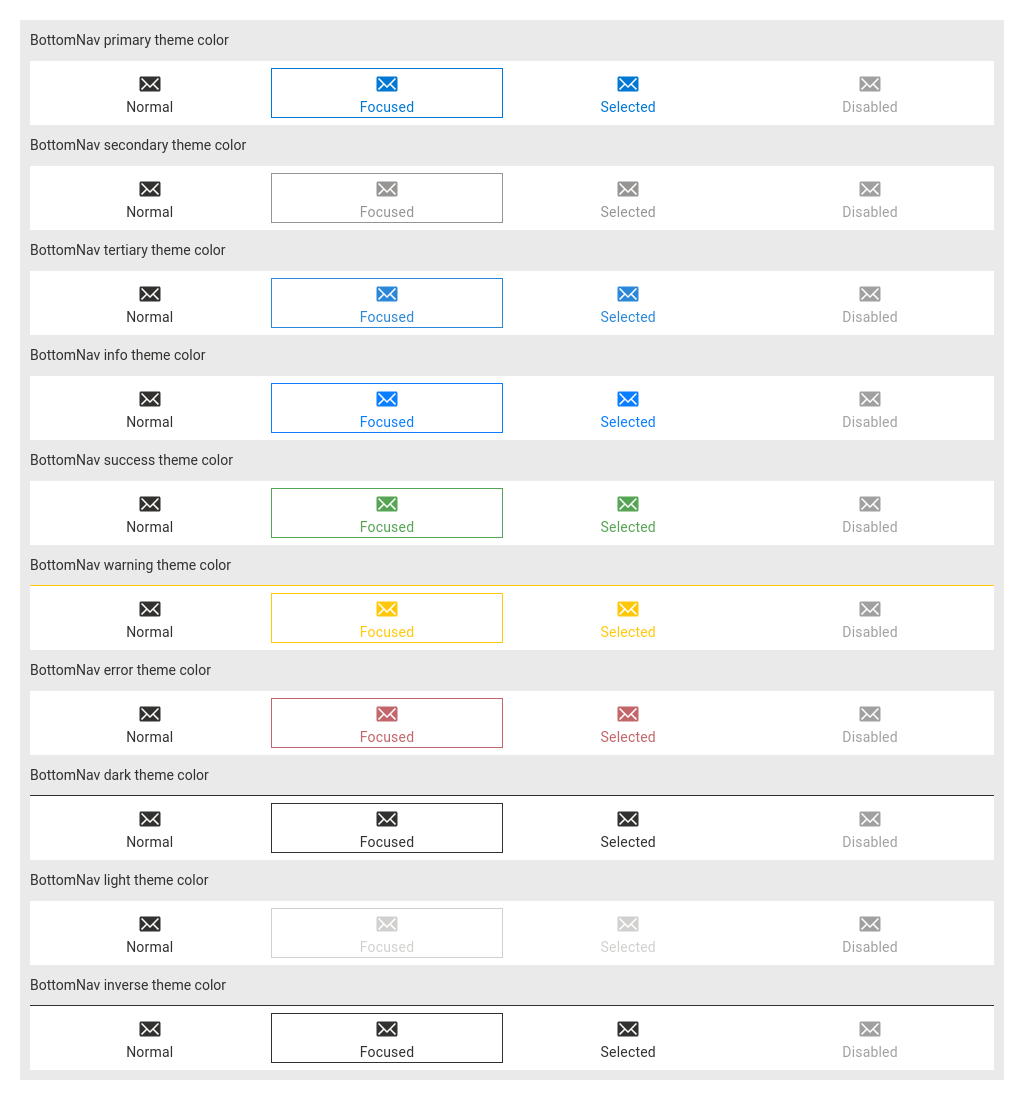 BottomNav primary theme color
Normal Focused Selected Disabled
BottomNav secondary theme color
Normal Focused Selected Disabled
BottomNav tertiary theme color
Normal Focused Selected Disabled
BottomNav info theme color
Normal Focused Selected Disabled
BottomNav success theme color
Normal Focused Selected Disabled
BottomNav warning theme color
Normal Focused Selected Disabled
BottomNav error theme color
Normal Focused Selected Disabled
BottomNav dark theme color
Normal Focused Selected Disabled
BottomNav light theme color
Normal Focused Selected Disabled
BottomNav inverse theme color
Normal Focused Selected Disabled